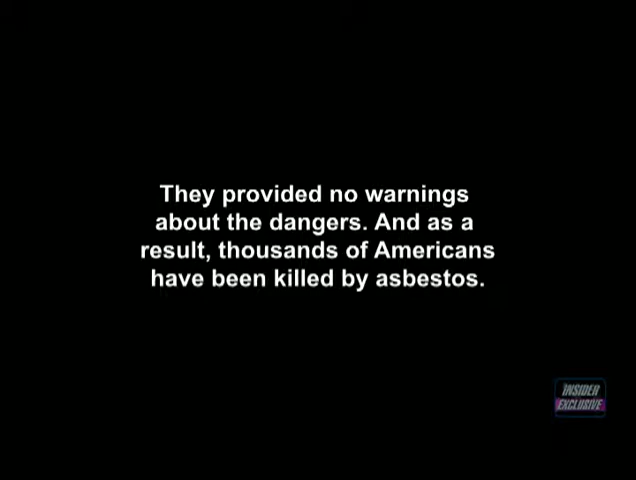 They provided no warnings
about the dangers. And as a
result, thousands of Americans
have been killed by asbestos.
INSIDER
EXCLUSIVE